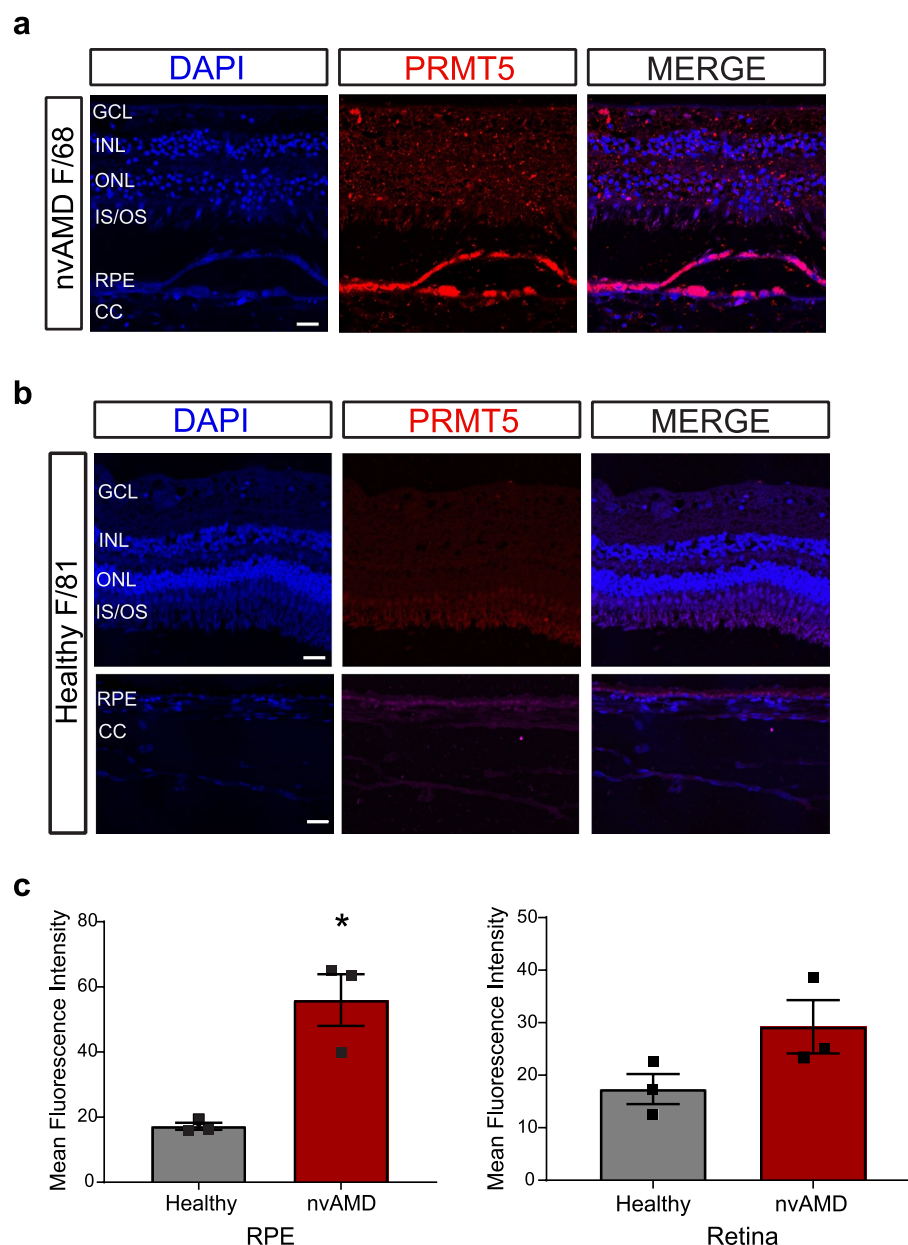 a
DAPI PRMT5 MERGE
nvAMD F/68
GCL
INL
ONL
IS/OS
RPE
CC
b
DAPI PRMT5 MERGE
Healthy F/81
GCL
INL
ONL
IS/OS
RPE
CC
c
Mean Fluorescence Intensity
80
60
40
20
0
*
Healthy nvAMD
RPE
Mean Fluorescence Intensity
50
40
30
20
10
0
Healthy nvAMD
Retina